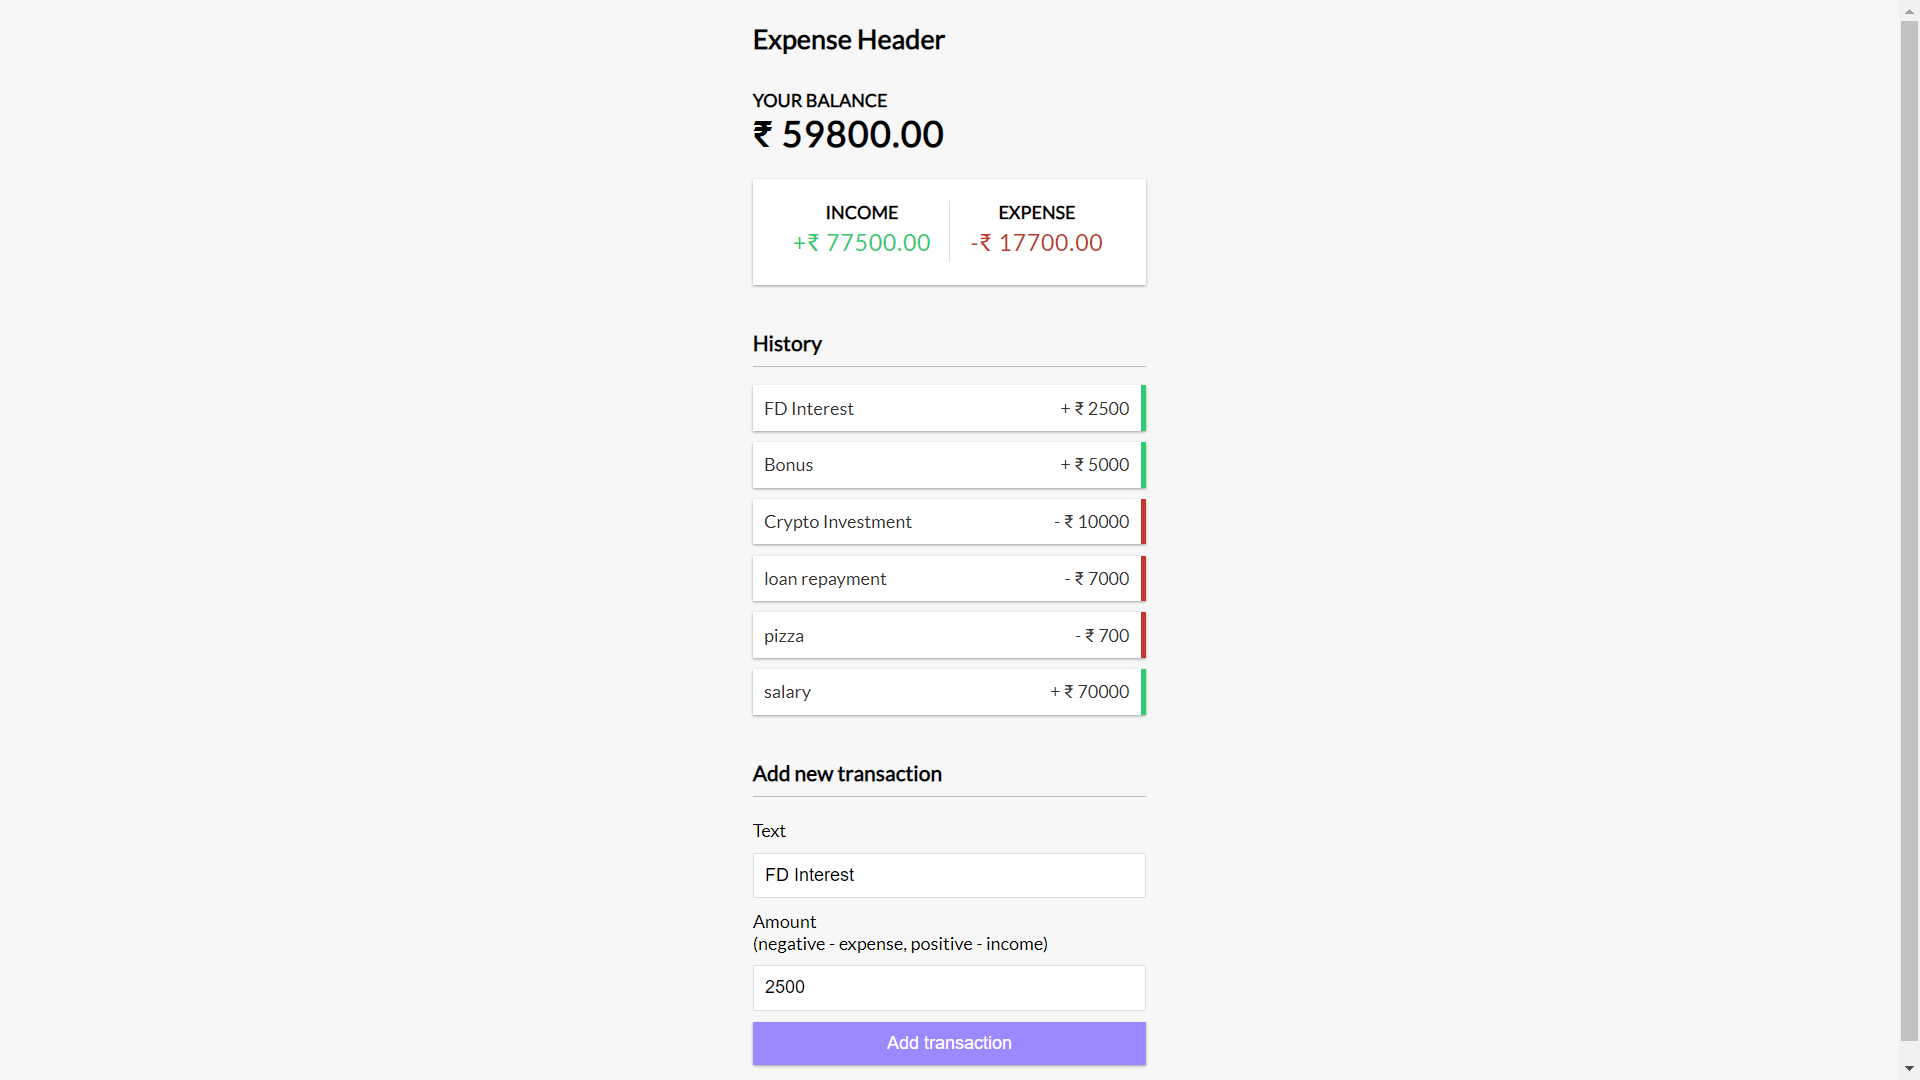 Expense Header
YOUR BALANCE
₹ 59800.00
INCOME
+₹ 77500.00
EXPENSE
-₹ 17700.00
History
FD Interest + ₹ 2500
Bonus + ₹ 5000
Crypto Investment - ₹ 10000
loan repayment - ₹ 7000
pizza - ₹ 700
salary + ₹ 70000
Add new transaction
Text
FD Interest
Amount
(negative - expense, positive - income)
2500
Add transaction